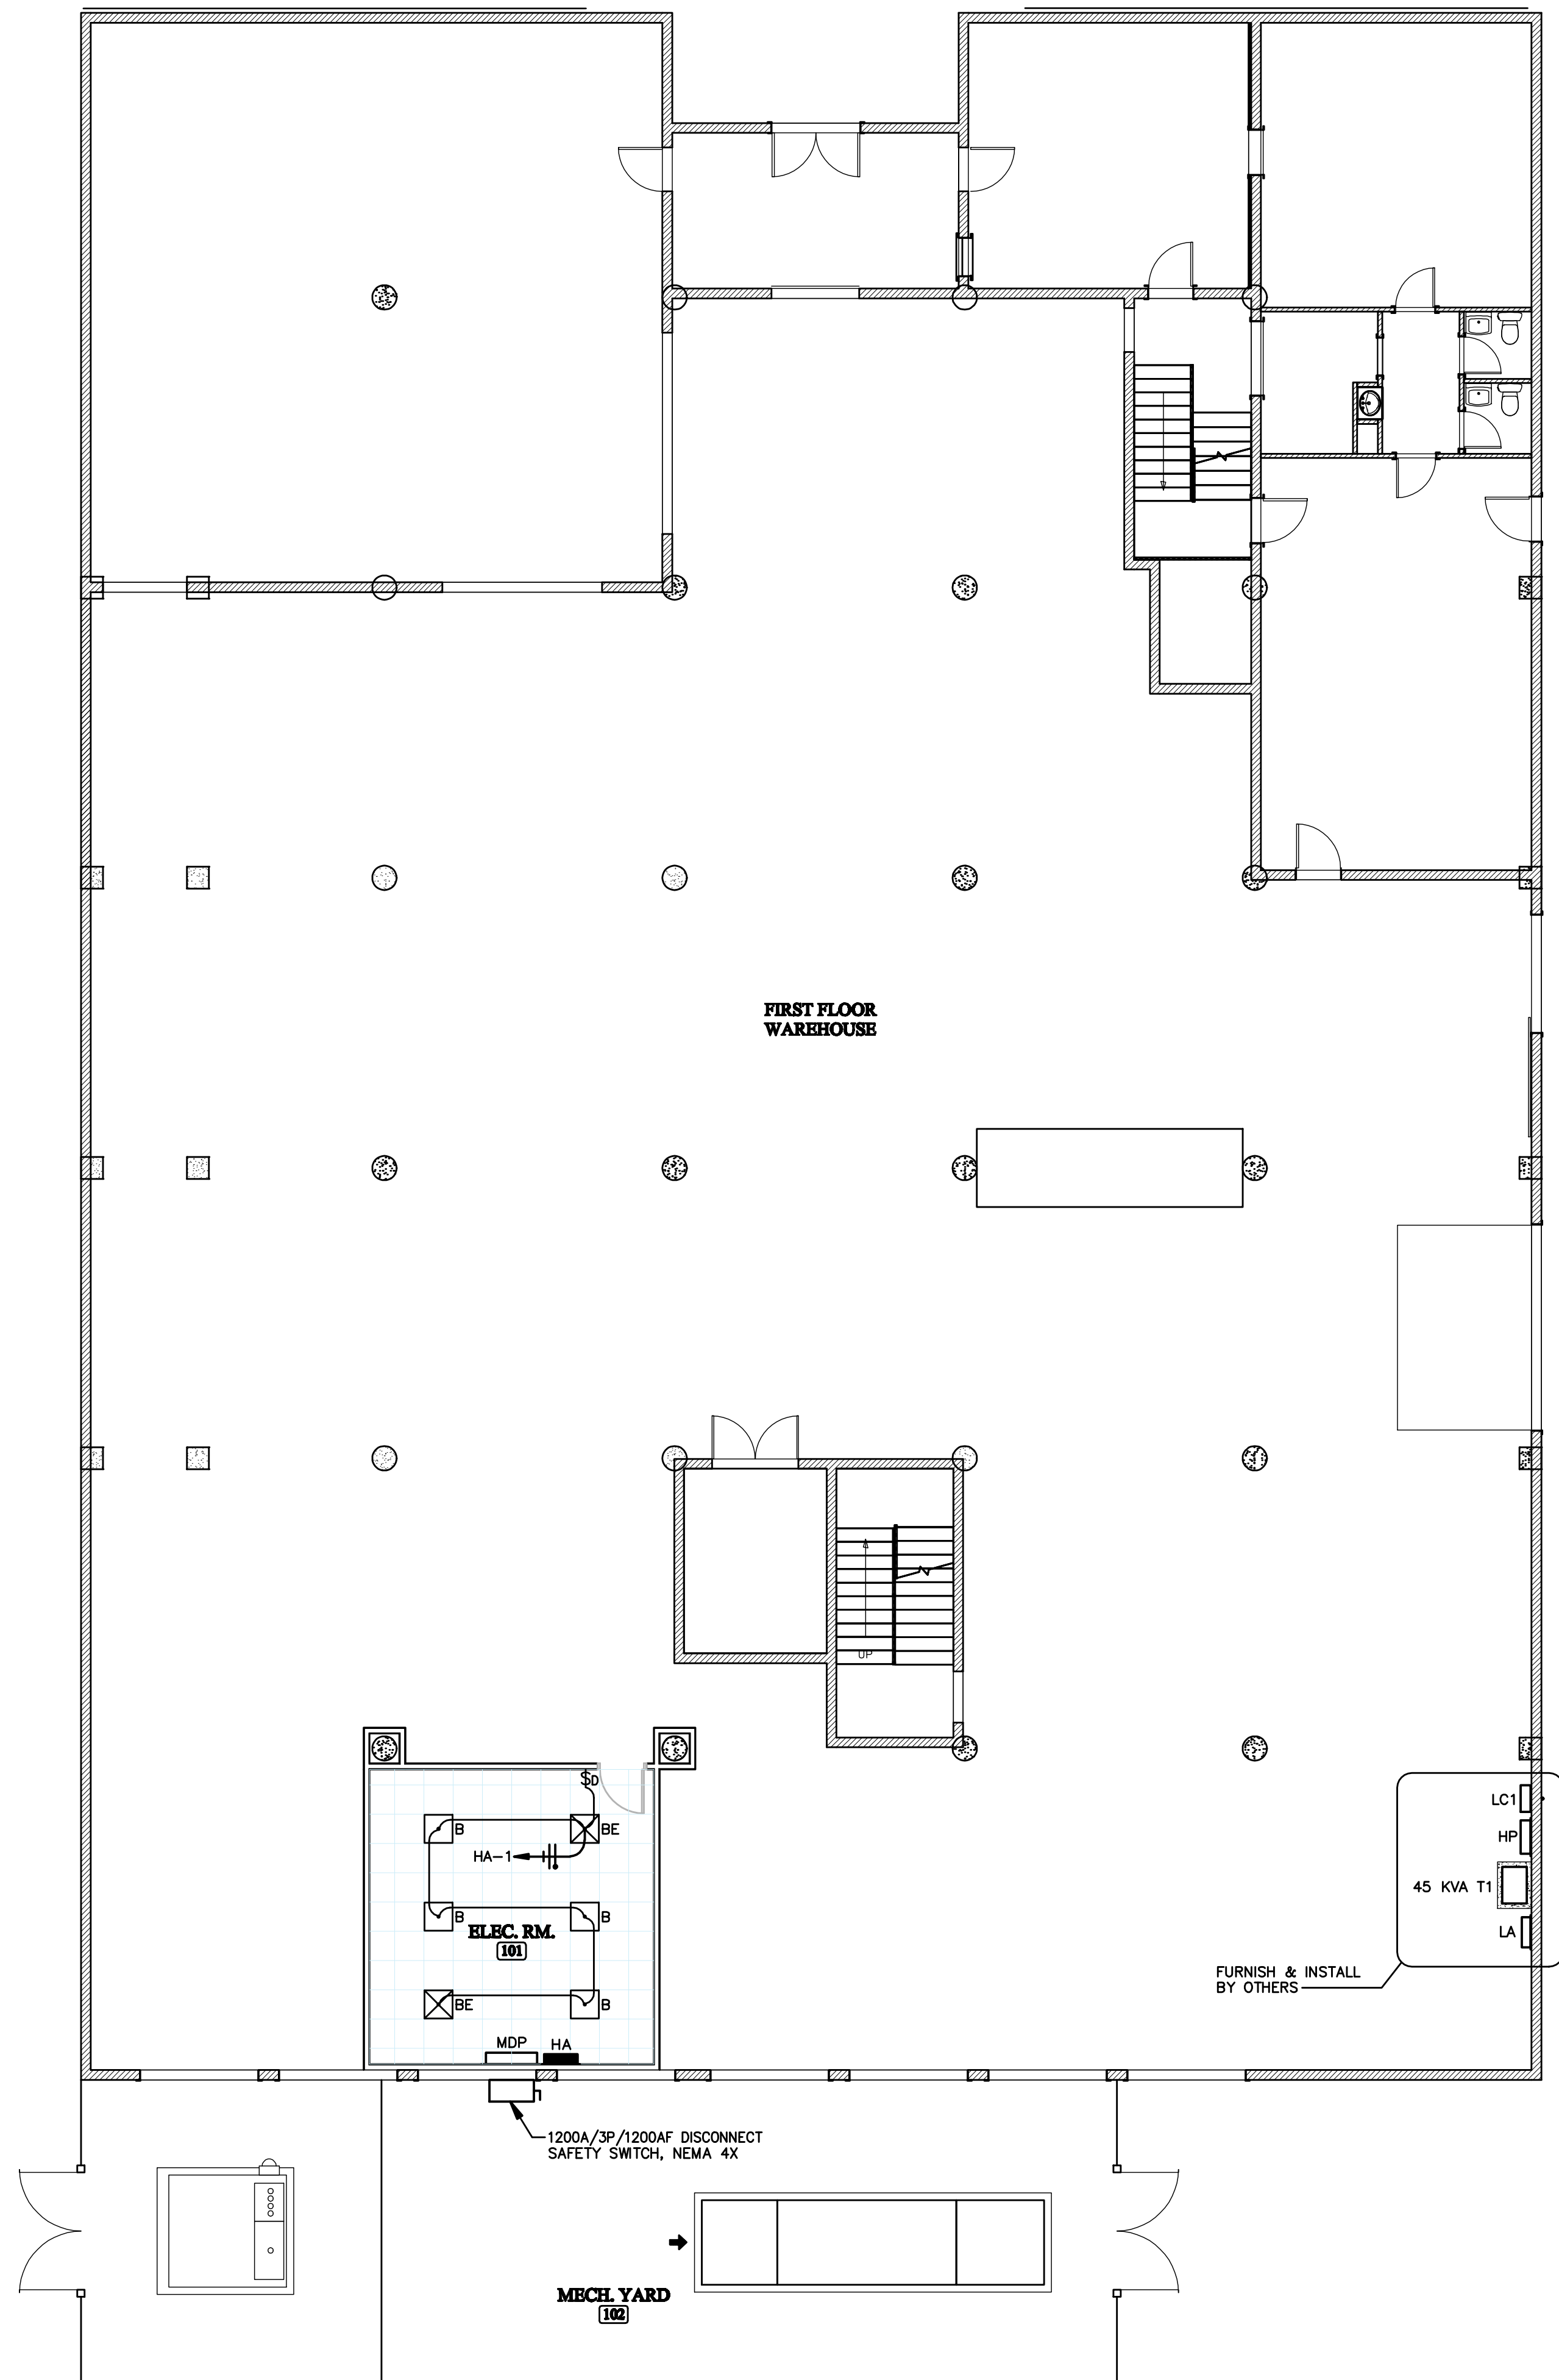 FIRST FLOOR
WAREHOUSE
UP
$D
B
BE
HA-1
B
B
ELEC. RM.
101
BE
B
MDP
HA
LC1
HP
45 KVA T1
LA
FURNISH & INSTALL
BY OTHERS
1200A/3P/1200AF DISCONNECT
SAFETY SWITCH, NEMA 4X
MECH. YARD
102